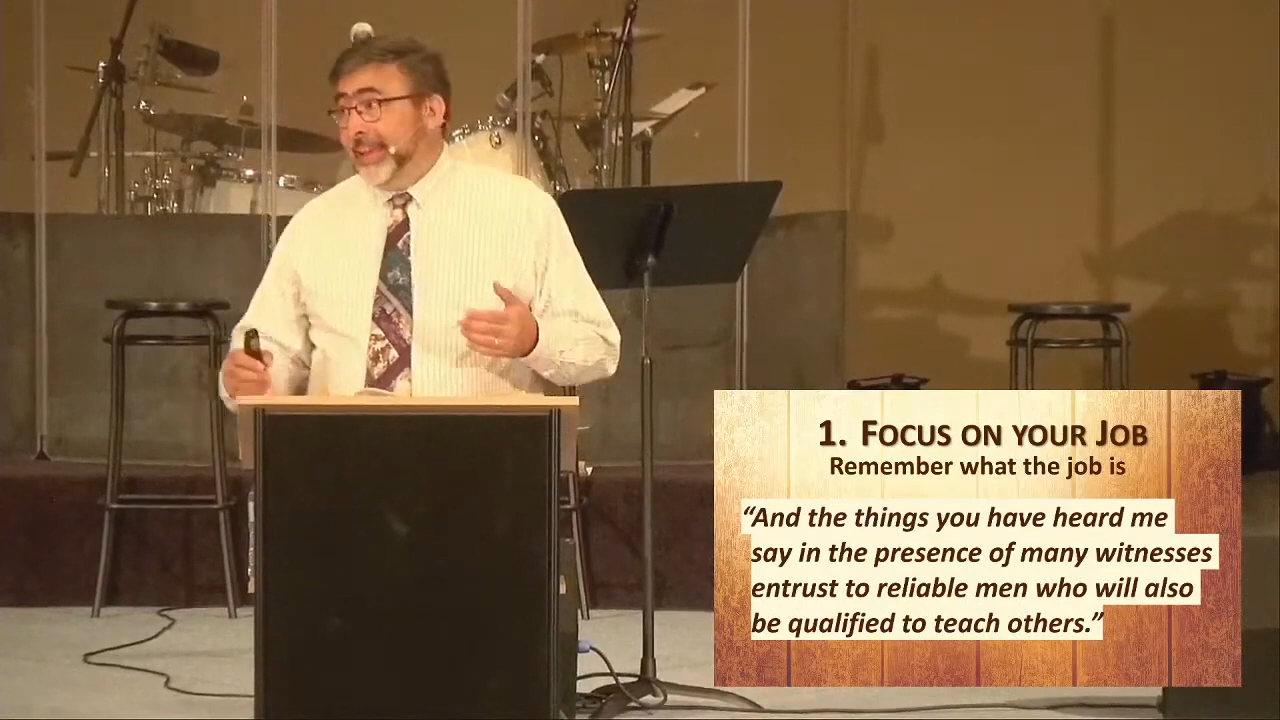 1. Focus on your Job
Remember what the job is
“And the things you have heard me
say in the presence of many witnesses
entrust to reliable men who will also
be qualified to teach others.”